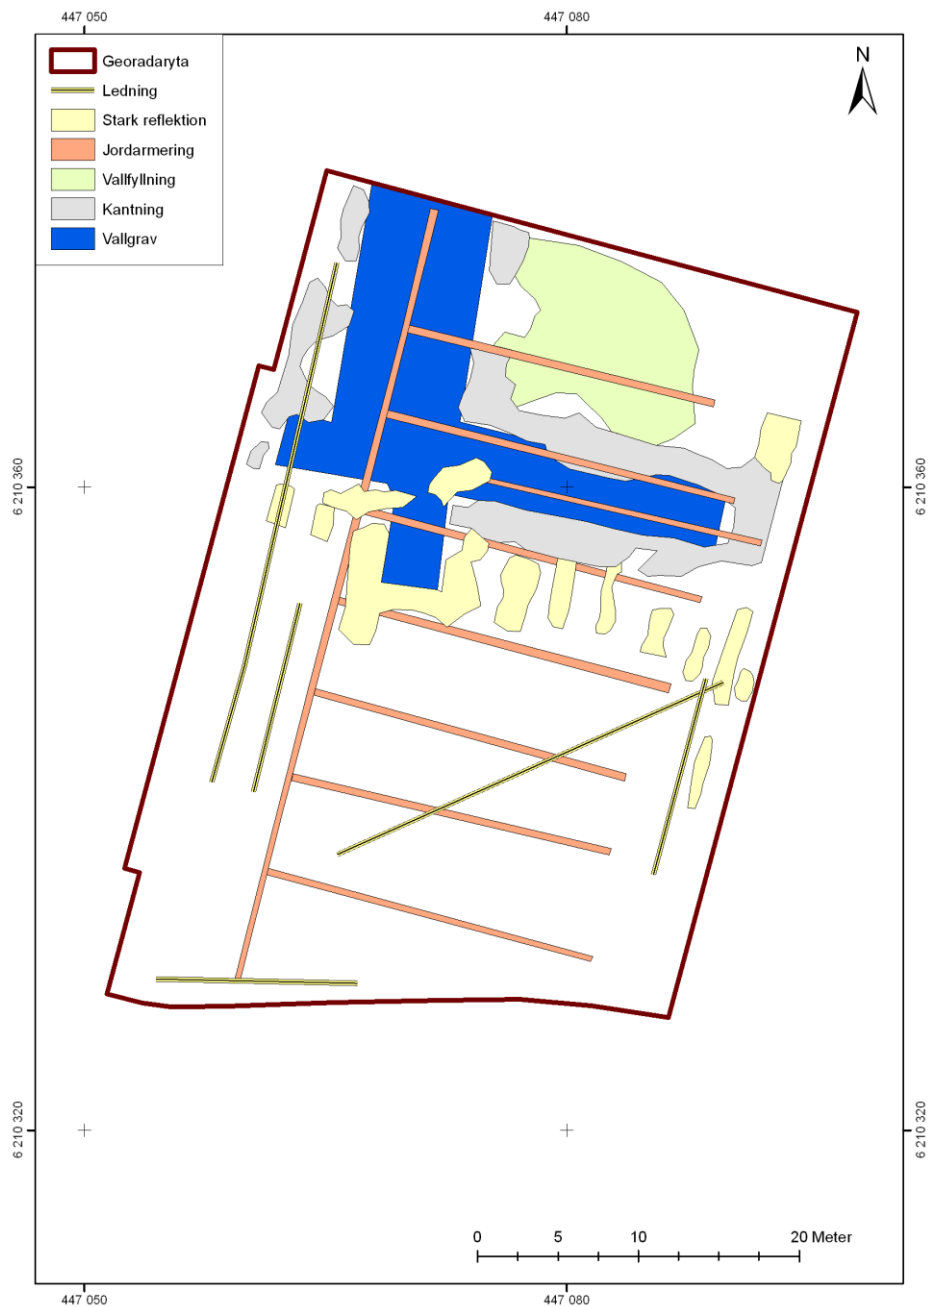 447 050
447 080
Georadaryta
Ledning
Stark reflektion
Jordarmering
Vallfyllning
Kantning
Vallgrav
N
6 210 360
6 210 360
6 210 320
6 210 320
0 5 10 20 Meter
447 050
447 080